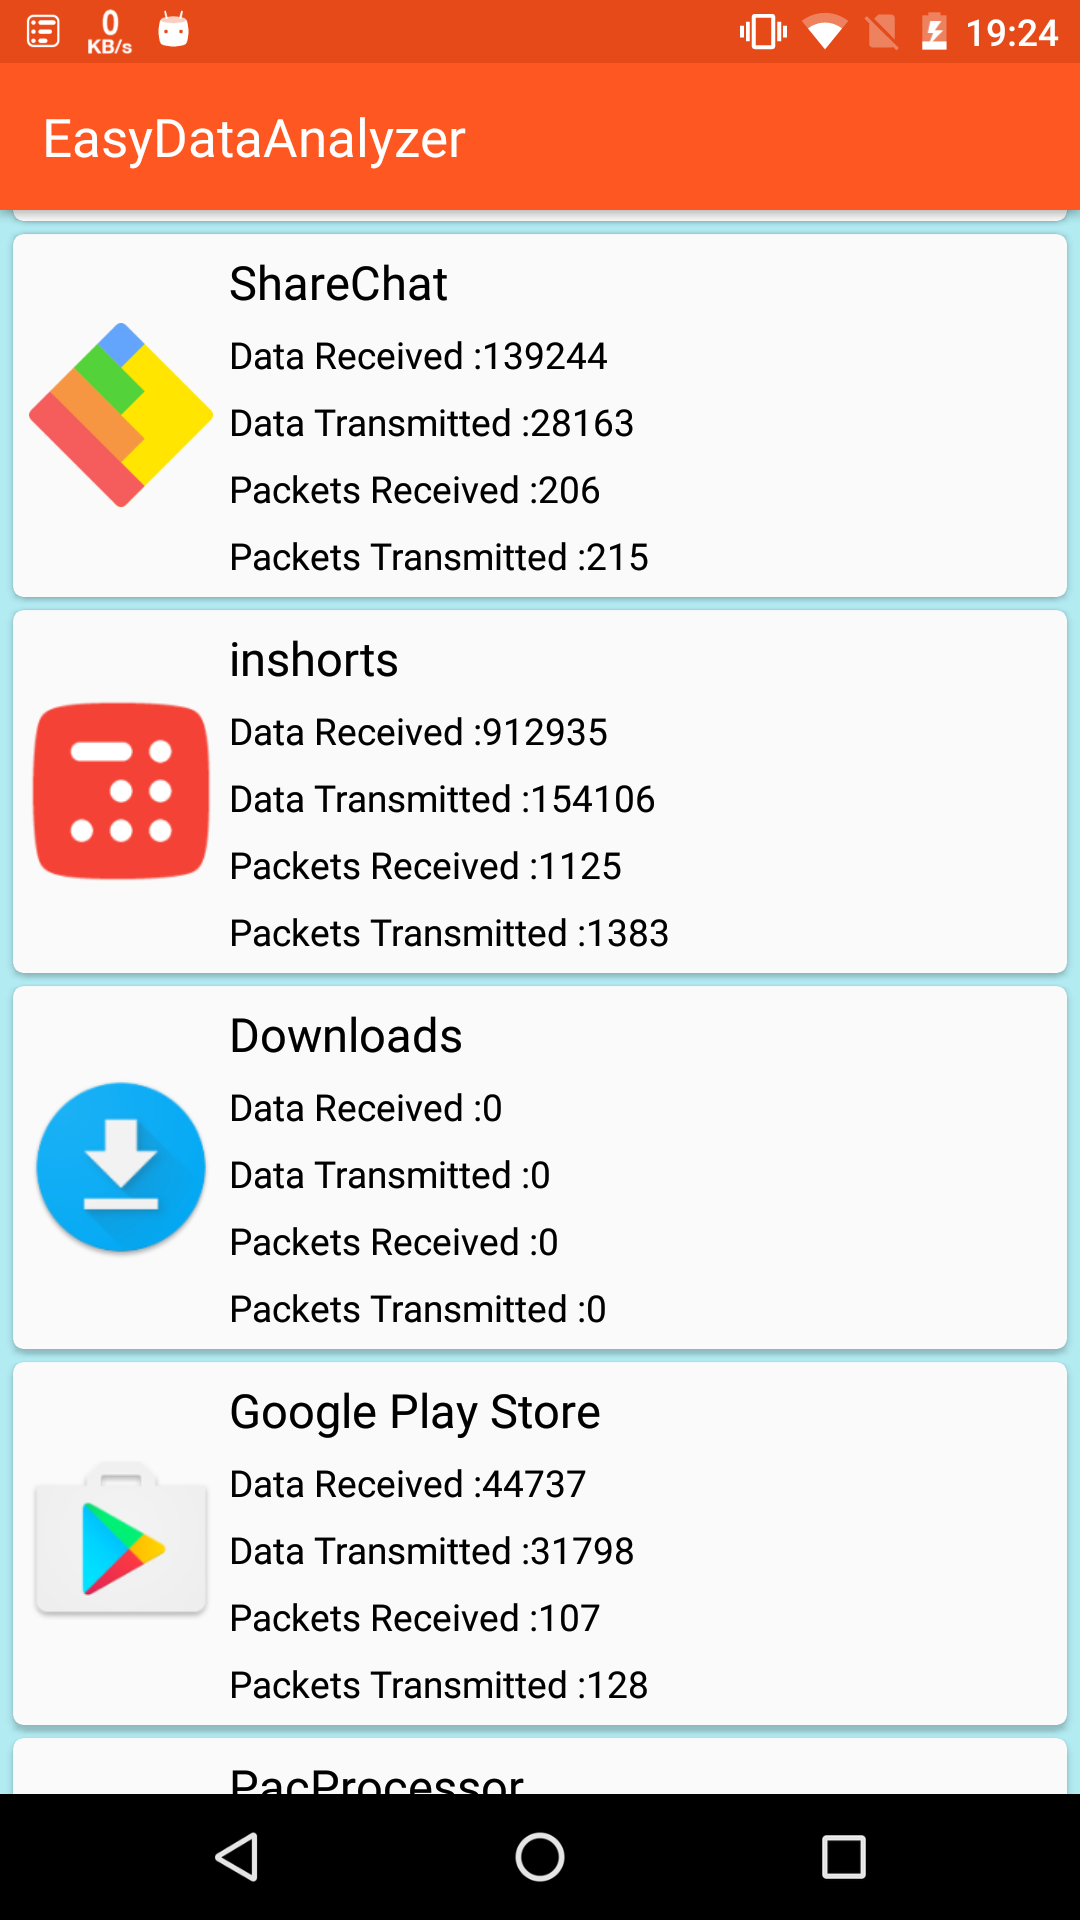 0
KB/s
19:24
EasyDataAnalyzer
ShareChat
Data Received :139244
Data Transmitted :28163
Packets Received :206
Packets Transmitted :215
inshorts
Data Received :912935
Data Transmitted :154106
Packets Received :1125
Packets Transmitted :1383
Downloads
Data Received :0
Data Transmitted :0
Packets Received :0
Packets Transmitted :0
Google Play Store
Data Received :44737
Data Transmitted :31798
Packets Received :107
Packets Transmitted :128
PacProcessor